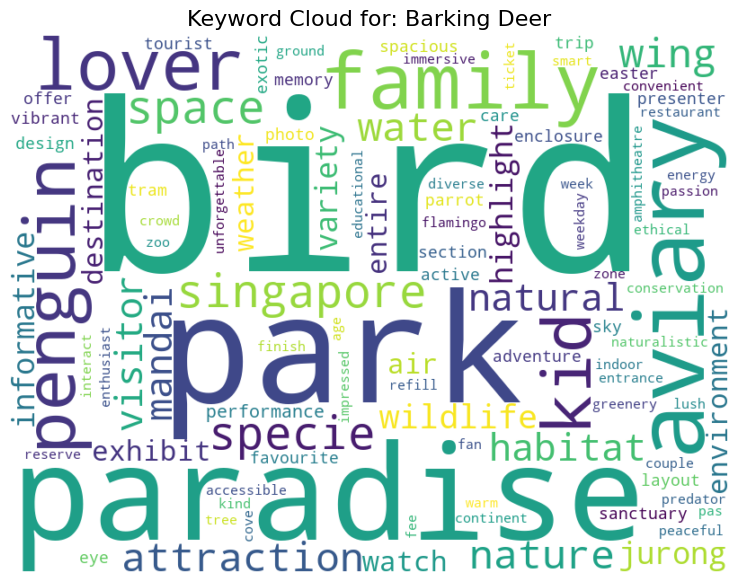 Keyword Cloud for: Barking Deer
tourist
lover
exotic
ground
memory
spacious
immersive
family
ticket
trip
smart
wing
easter
convenient
offer
vibrant
design
destination
space
bird
path
photo
water
care
enclosure
presenter
restaurant
penguin
tram
crowd
zoo
unforgettable
weather
variety
educational
entire
diverse
parrot
flamingo
highlight
week
weekday
amphitheatre
energy
passion
ethical
aviary
section
active
zone
conservation
informative
visitor
mandai
singapore
natural
kid
sky
naturalistic
interact
enthusiast
finish
age
impressed
park
air
refill
adventure
indoor
entrance
greenery
lush
environment
performance
wildlife
reserve
exhibit
specie
favourite
fan
habitat
couple
predator
layout
pas
paradise
accessible
kind
tree
cove
fee
warm
continent
sanctuary
peaceful
eye
attraction
watch
nature
jurong